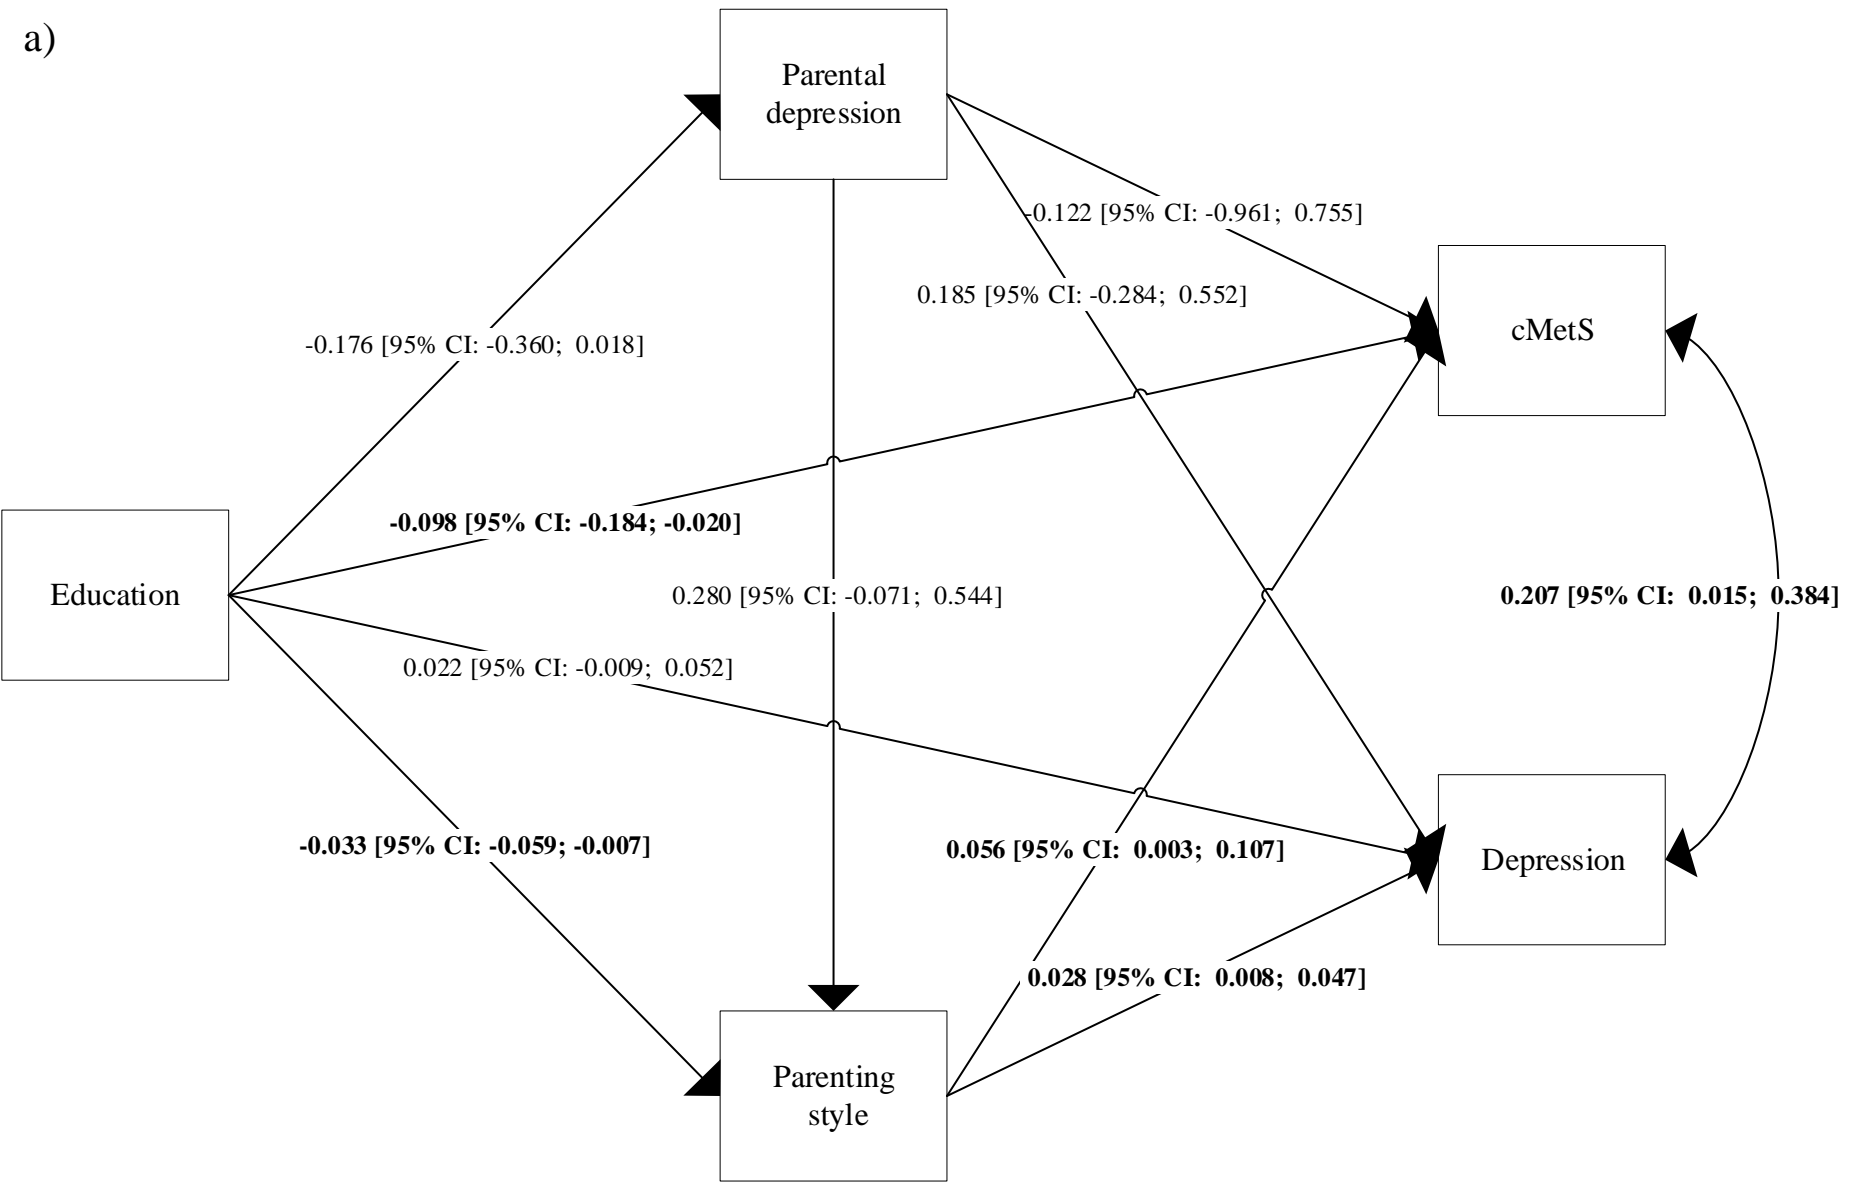 a)
Parental
depression
-0.122 [95% CI: -0.961; 0.755]
0.185 [95% CI: -0.284; 0.552]
cMetS
-0.176 [95% CI: -0.360; 0.018]
-0.098 [95% CI: -0.184; -0.020]
Education
0.280 [95% CI: -0.071; 0.544]
0.207 [95% CI: 0.015; 0.384]
0.022 [95% CI: -0.009; 0.052]
-0.033 [95% CI: -0.059; -0.007]
0.056 [95% CI: 0.003; 0.107]
Depression
0.028 [95% CI: 0.008; 0.047]
Parenting
style